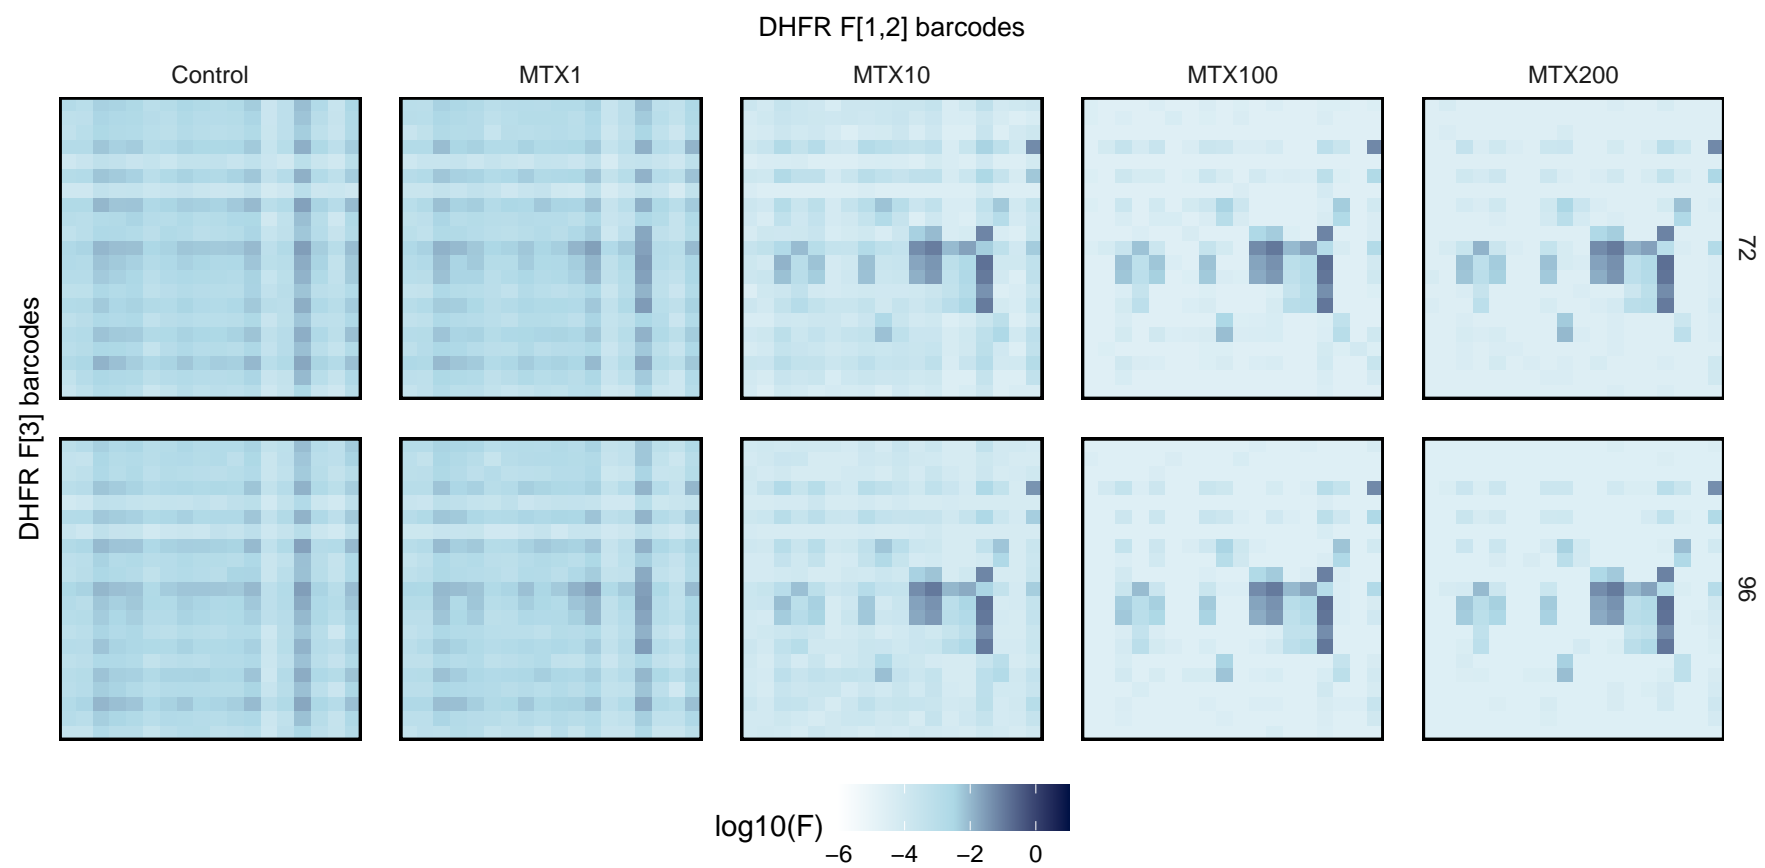 DHFR F[1,2] barcodes
Control
MTX1
MTX10
MTX100
MTX200
DHFR F[3] barcodes
72
96
log10(F)
−6
−4
−2
0